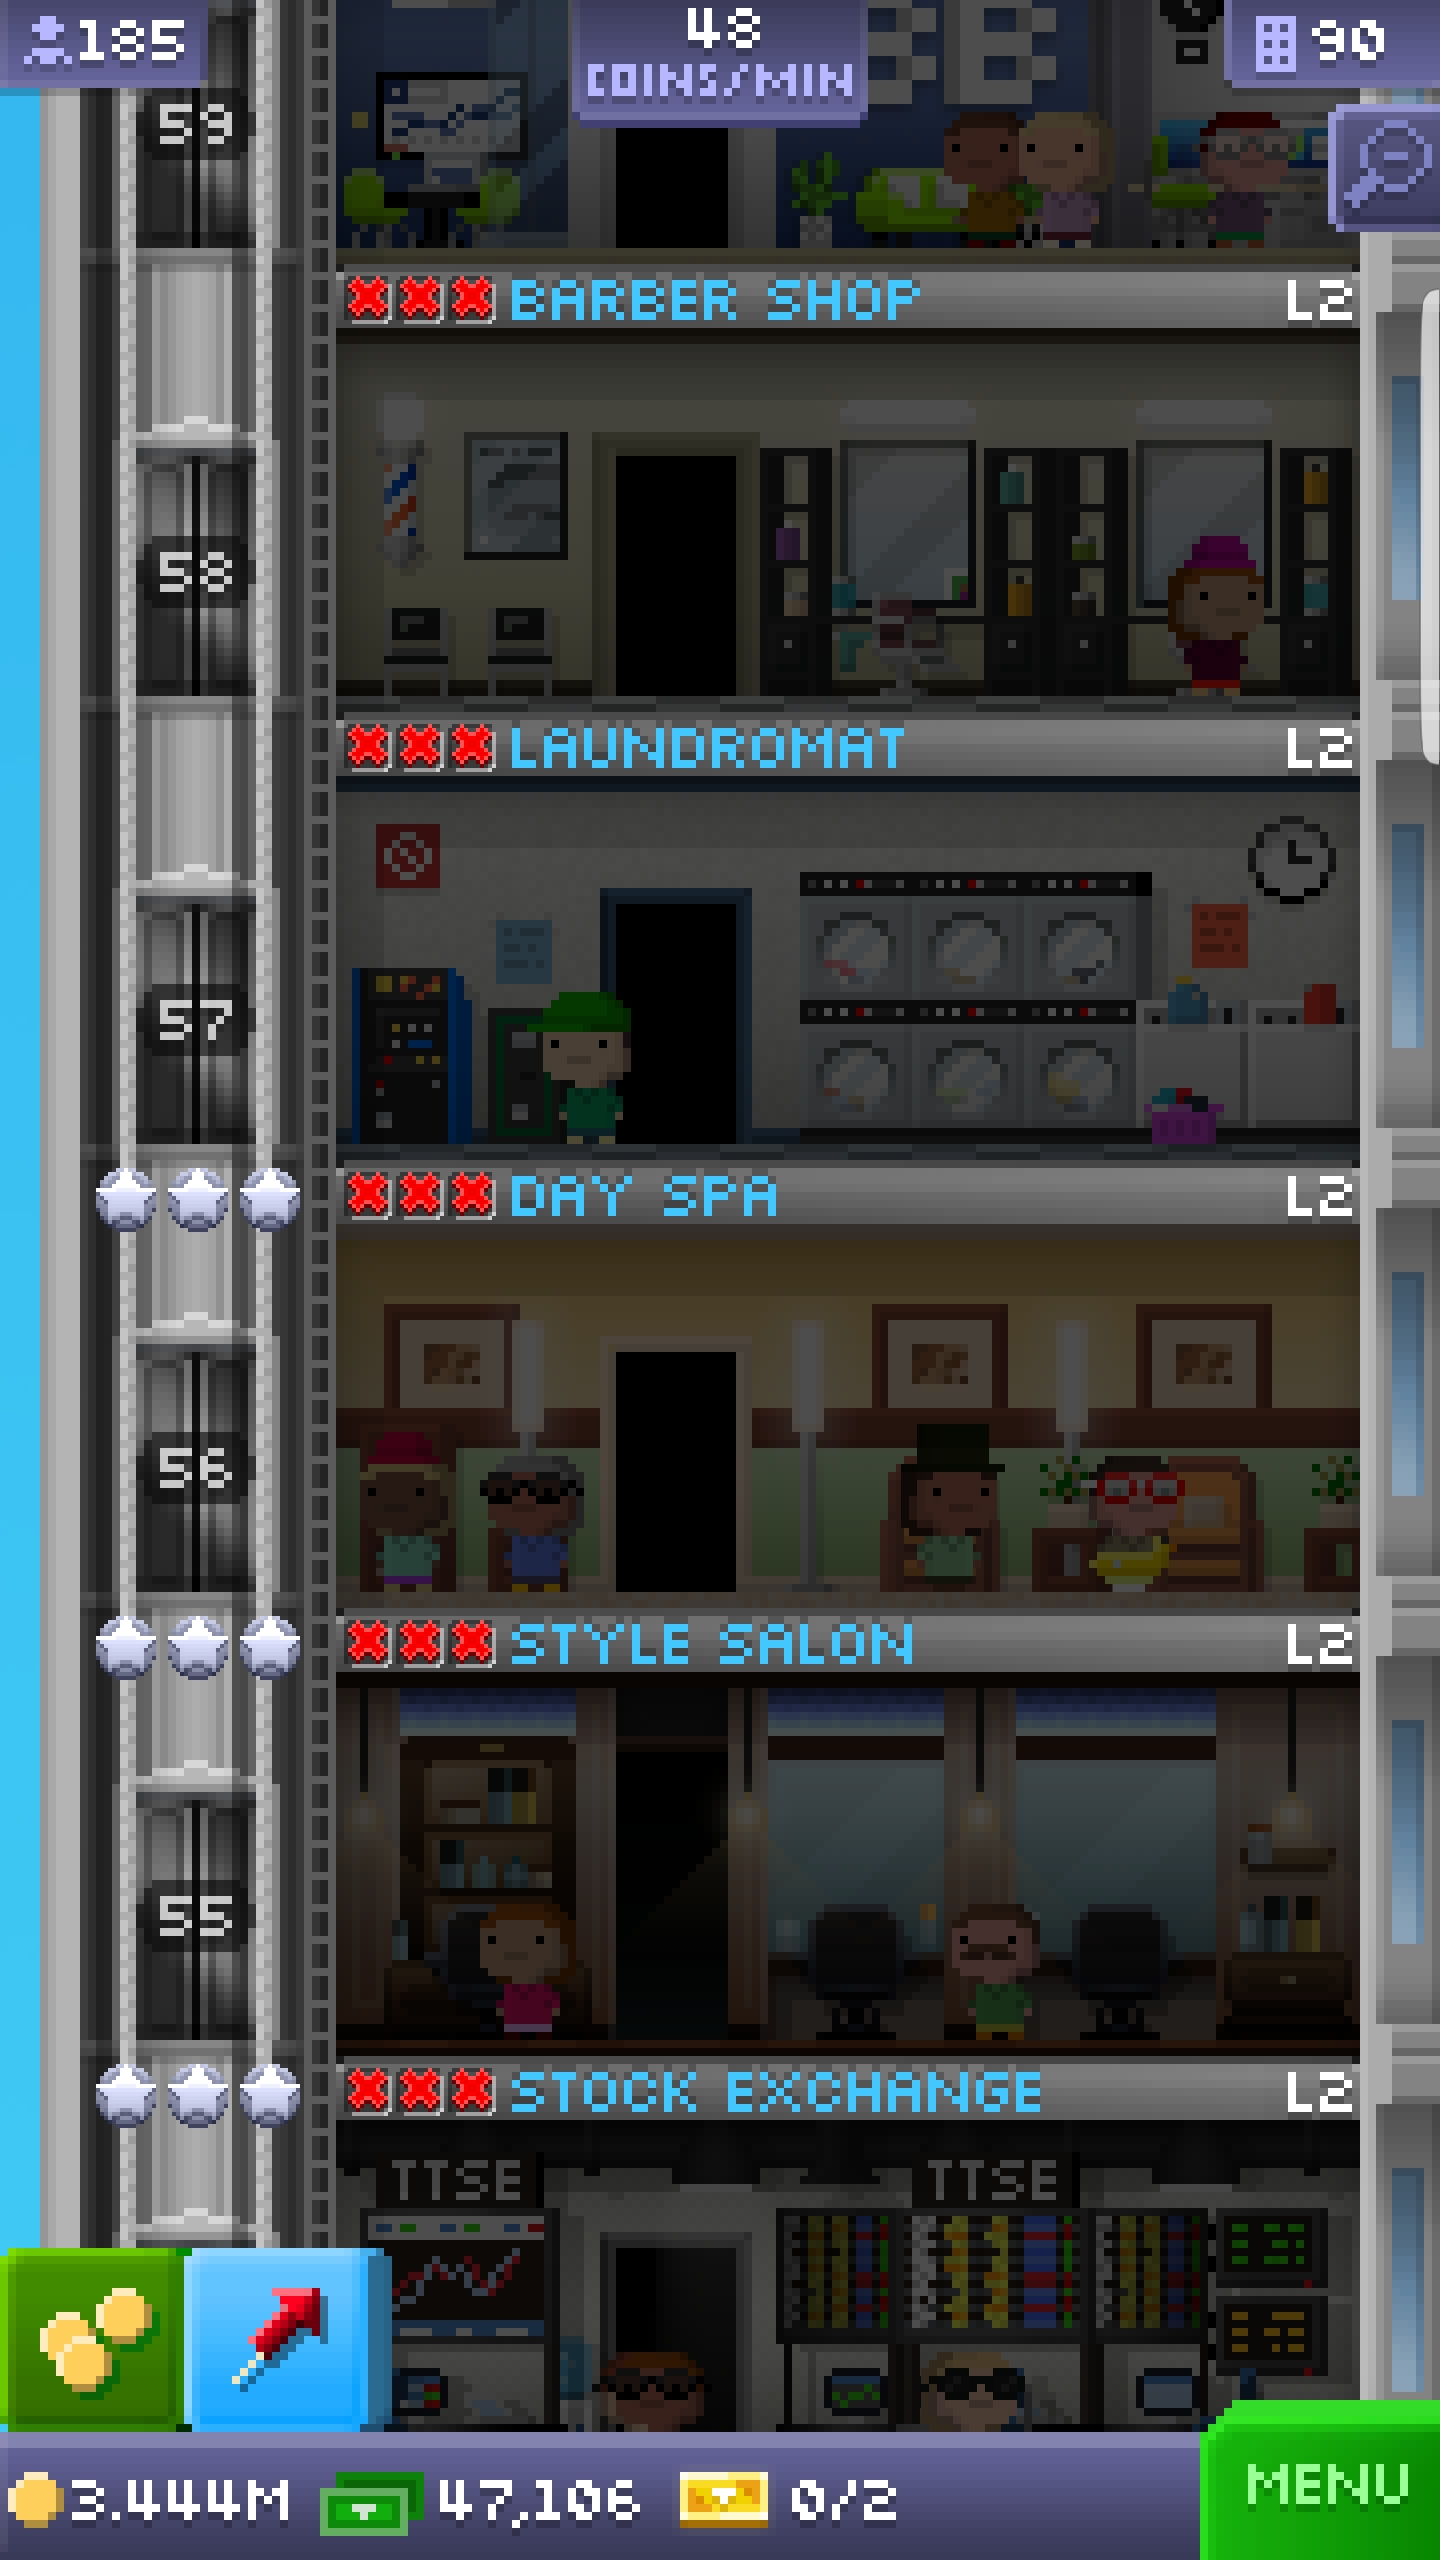 185
48
COINS/MIN
90
59
BARBER SHOP
L2
58
LAUNDROMAT
L2
57
DAY SPA
L2
56
STYLE SALON
L2
55
STOCK EXCHANGE
L2
TTSE
TTSE
3.444M
47,106
0/2
MENU